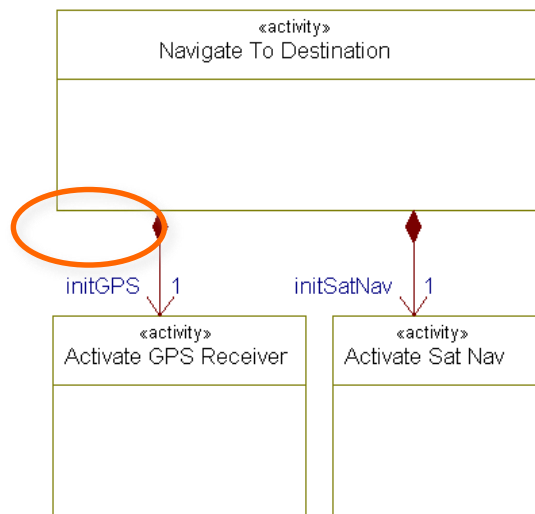 «activity»
Navigate To Destination
initGPS 1
initSatNav 1
«activity»
Activate GPS Receiver
«activity»
Activate Sat Nav